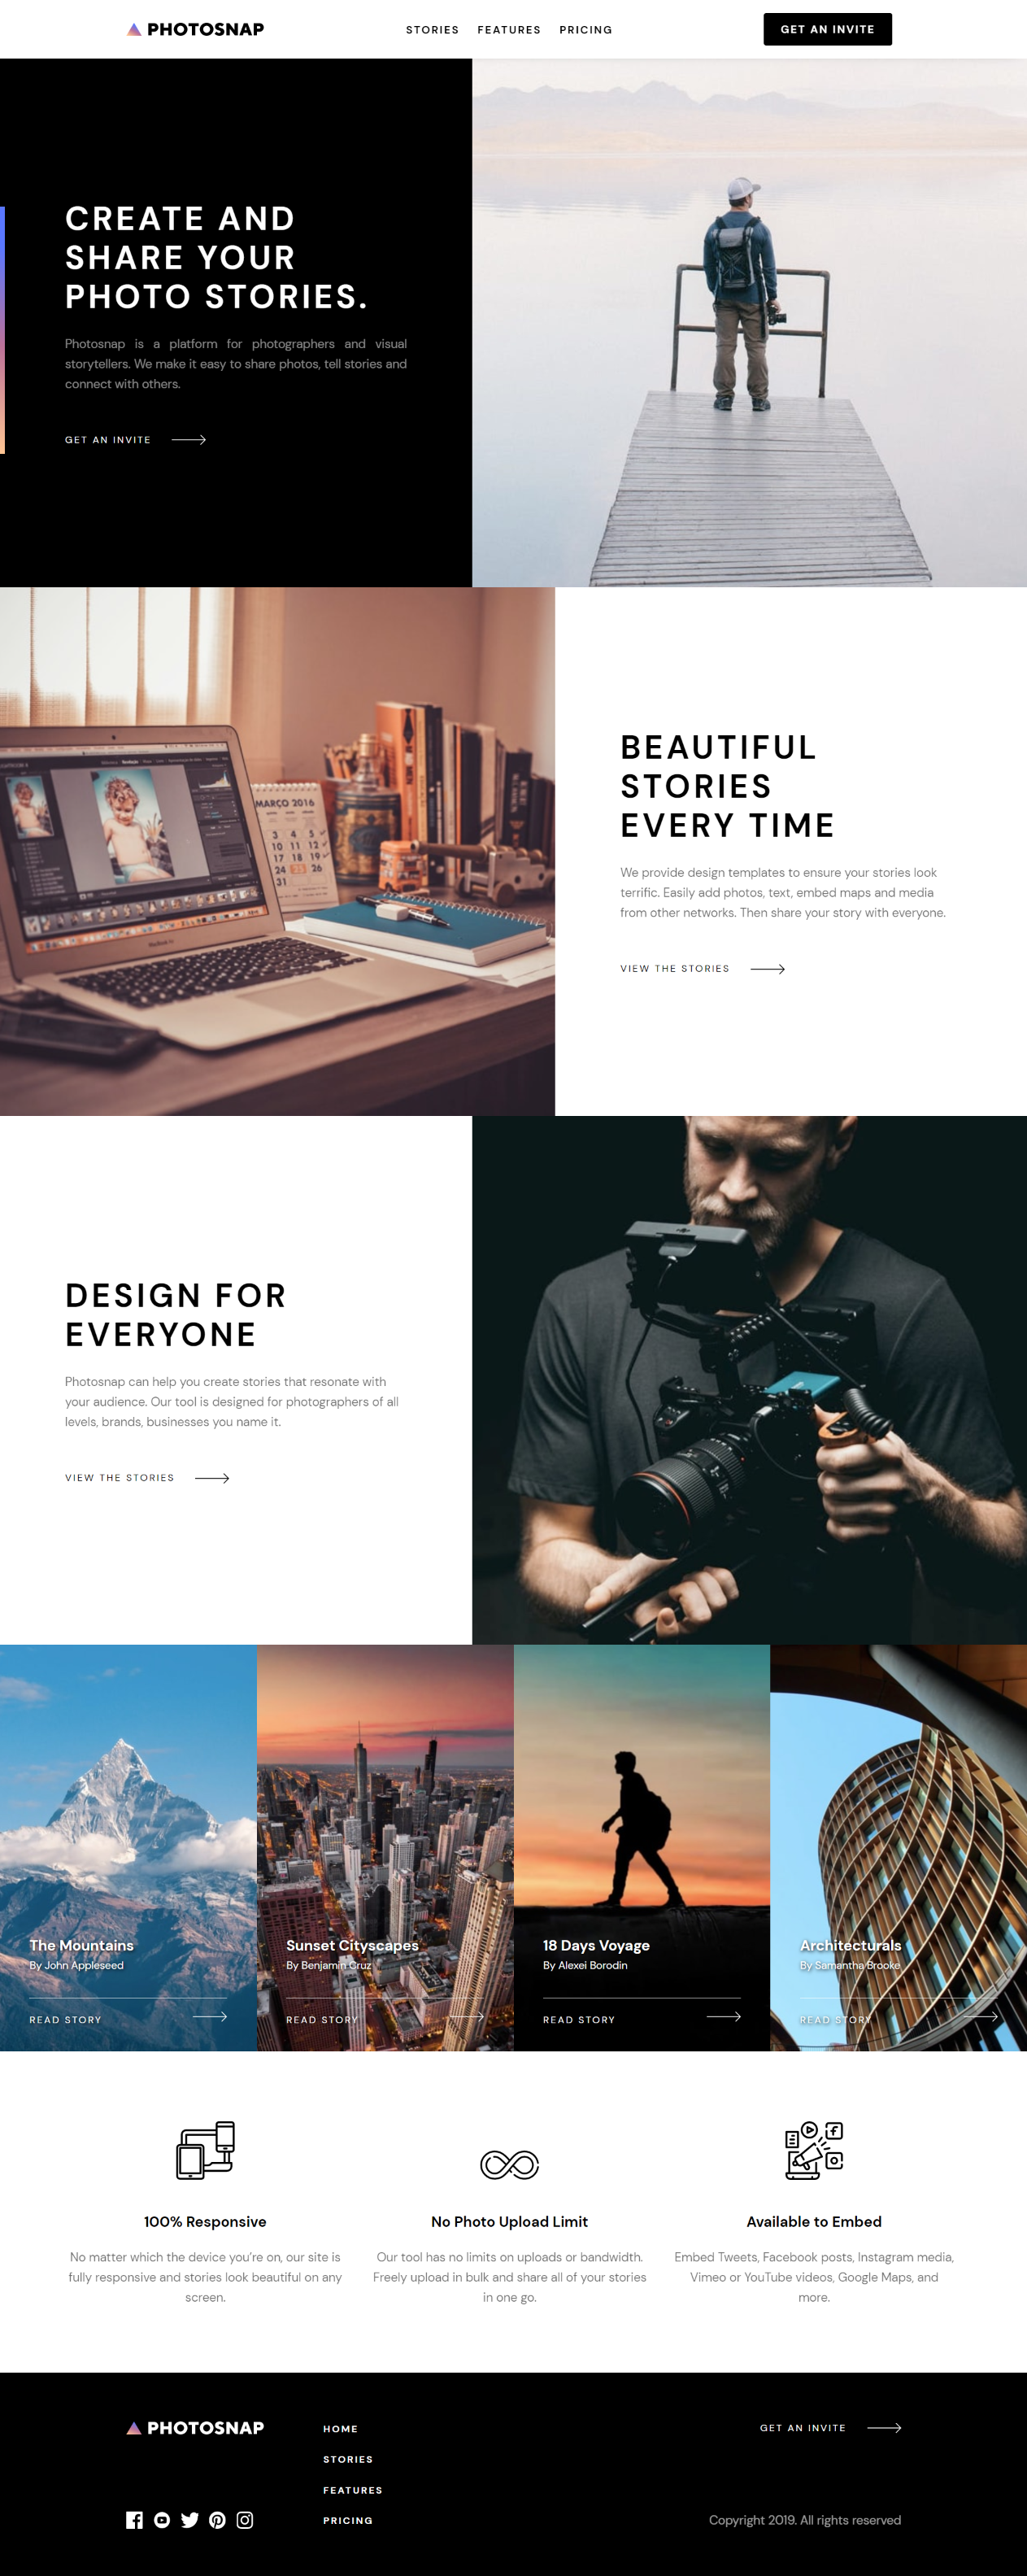 PHOTOSNAP
STORIES FEATURES PRICING
GET AN INVITE
CREATE AND
SHARE YOUR
PHOTO STORIES.
Photosnap is a platform for photographers and visual
storytellers. We make it easy to share photos, tell stories and
connect with others.
GET AN INVITE
MARÇO 2016
MacBook Pro
BEAUTIFUL
STORIES
EVERY TIME
We provide design templates to ensure your stories look
terrific. Easily add photos, text, embed maps and media
from other networks. Then share your story with everyone.
VIEW THE STORIES
DESIGN FOR
EVERYONE
Photosnap can help you create stories that resonate with
your audience. Our tool is designed for photographers of all
levels, brands, businesses you name it.
VIEW THE STORIES
The Mountains
By John Appleseed
READ STORY
Sunset Cityscapes
By Benjamin Cruz
READ STORY
18 Days Voyage
By Alexei Borodin
READ STORY
Architecturals
By Samantha Brooke
READ STORY
100% Responsive
No matter which the device you're on, our site is
fully responsive and stories look beautiful on any
screen.
No Photo Upload Limit
Our tool has no limits on uploads or bandwidth.
Freely upload in bulk and share all of your stories
in one go.
Available to Embed
Embed Tweets, Facebook posts, Instagram media,
Vimeo or YouTube videos, Google Maps, and
more.
PHOTOSNAP
HOME
STORIES
FEATURES
PRICING
GET AN INVITE
Copyright 2019. All rights reserved